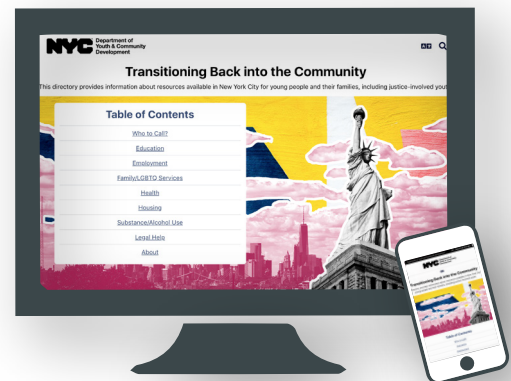 NYC Department of
Youth & Community
Development
Transitioning Back into the Community
This directory provides information about resources available in New York City for young people and their families, including justice-involved yout
Table of Contents
Who to Call?
Education
Employment
Family/LGBTQ Services
Health
Housing
Substance/Alcohol Use
Legal Help
About
NYC
Transitioning Back into the Community
Table of Contents